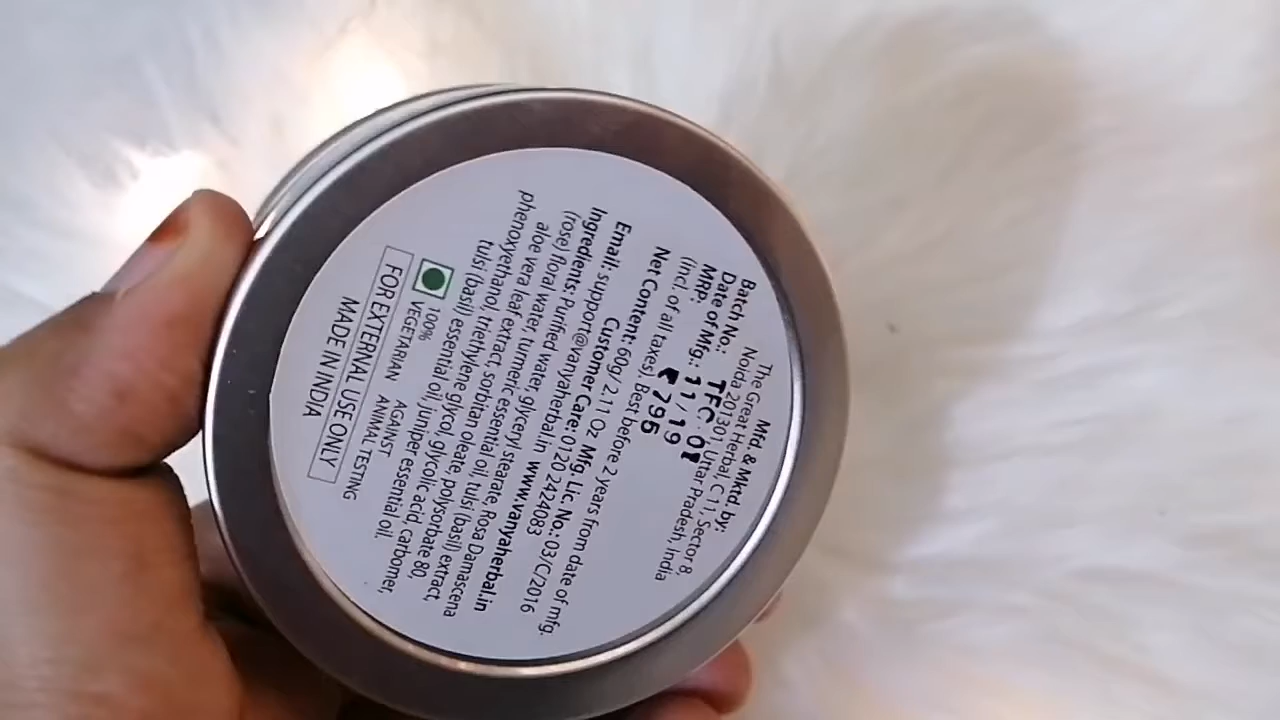 Mfd. & Mktd by:
The Great Herbal, C 11, Sector 8,
Noida 201301, Uttar Pradesh, India
Batch No.: TFC 01
Date of Mfg.: 11/19
MRP: ₹795
(incl. of all taxes), Best before 2 years from date of mfg.
Net Content: 60g/ 2.11 Oz Mfg. Lic. No.: 03/C/2016
Customer Care: 0120 2424083
Email: support@vanyaherbal.in www.vanyaherbal.in
Ingredients: Purified water, glyceryl stearate, Rosa Damascena
(rose) floral water, turmeric essential oil, tulsi (basil) extract,
aloe vera leaf extract, sorbitan oleate, polysorbate 80,
phenoxyethanol, triethylene glycol, glycolic acid, carbomer,
tulsi (basil) essential oil, juniper essential oil.
100% VEGETARIAN
AGAINST ANIMAL TESTING
FOR EXTERNAL USE ONLY
MADE IN INDIA